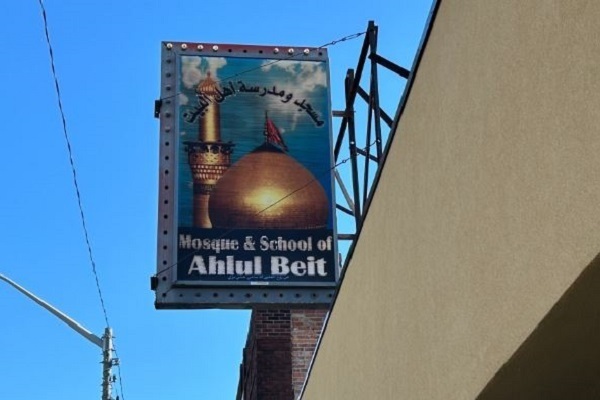 مسجد ومدرسة أهل البيت
Mosque & School of
Ahlul Beit